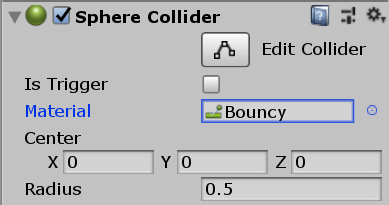 Sphere Collider
Edit Collider
Is Trigger
Material Bouncy
Center
X 0 Y 0 Z 0
Radius 0.5